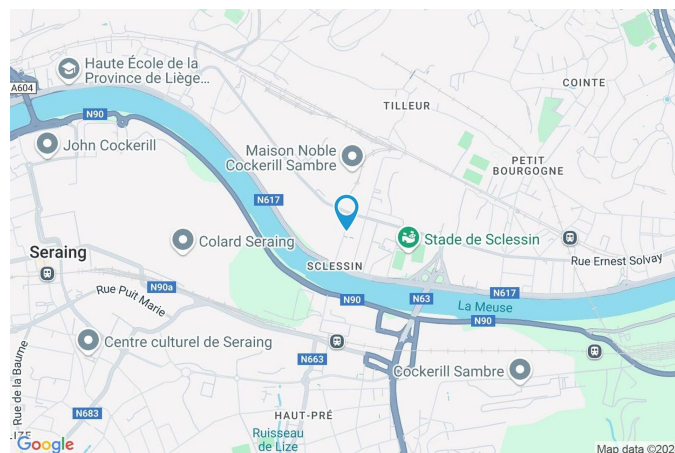 Haute École de la
Province de Liège...
A604
N90
COINTE
TILLEUR
John Cockerill
Maison Noble
Cockerill Sambre
PETIT
BOURGOGNE
N617
Colard Seraing
Stade de Sclessin
Seraing
Rue Ernest Solvay
SCLESSIN
N90a
N90
N63
N617
La Meuse
N90
Rue Puit Marie
Centre culturel de Seraing
N663
Cockerill Sambre
Rue de la Baume
N683
HAUT-PRÉ
Ruisseau
de Lize
Google
Map data ©202